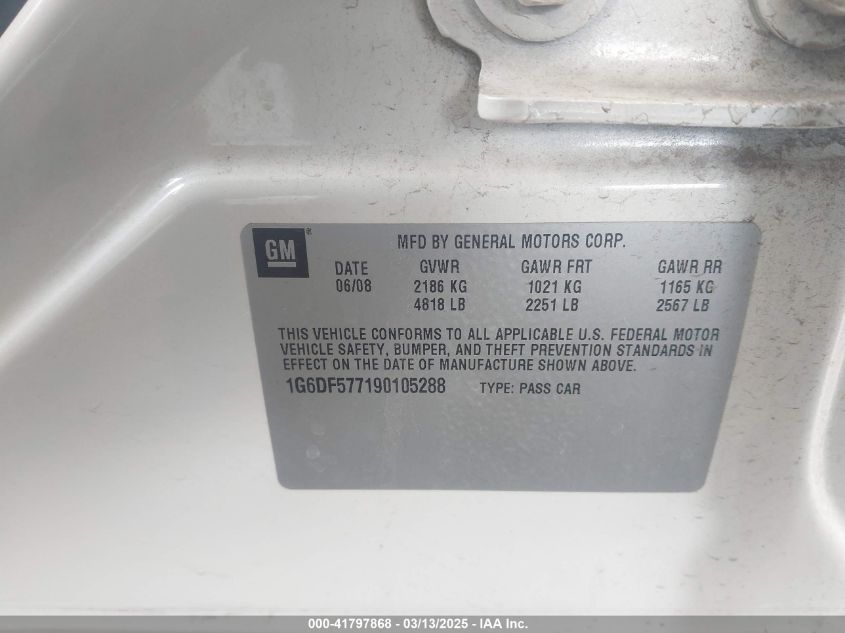 GM ®
MFD BY GENERAL MOTORS CORP.
DATE GVWR GAWR FRT GAWR RR
06/08 2186 KG 1021 KG 1165 KG
4818 LB 2251 LB 2567 LB
THIS VEHICLE CONFORMS TO ALL APPLICABLE U.S. FEDERAL MOTOR
VEHICLE SAFETY, BUMPER, AND THEFT PREVENTION STANDARDS IN
EFFECT ON THE DATE OF MANUFACTURE SHOWN ABOVE.
1G6DF577190105288 TYPE: PASS CAR
000-41797868 - 03/13/2025 - IAA Inc.